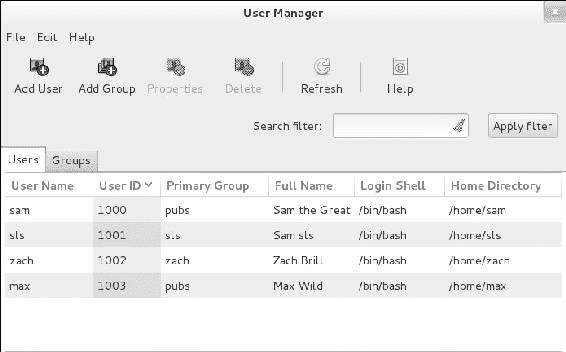 User Manager
File Edit Help
Add User Add Group Properties Delete Refresh Help
Search filter: Apply filter
Users Groups
User Name User ID Primary Group Full Name Login Shell Home Directory
sam 1000 pubs Sam the Great /bin/bash /home/sam
sls 1001 sls Sam sls /bin/bash /home/sls
zach 1002 zach Zach Brill /bin/bash /home/zach
max 1003 pubs Max Wild /bin/bash /home/max